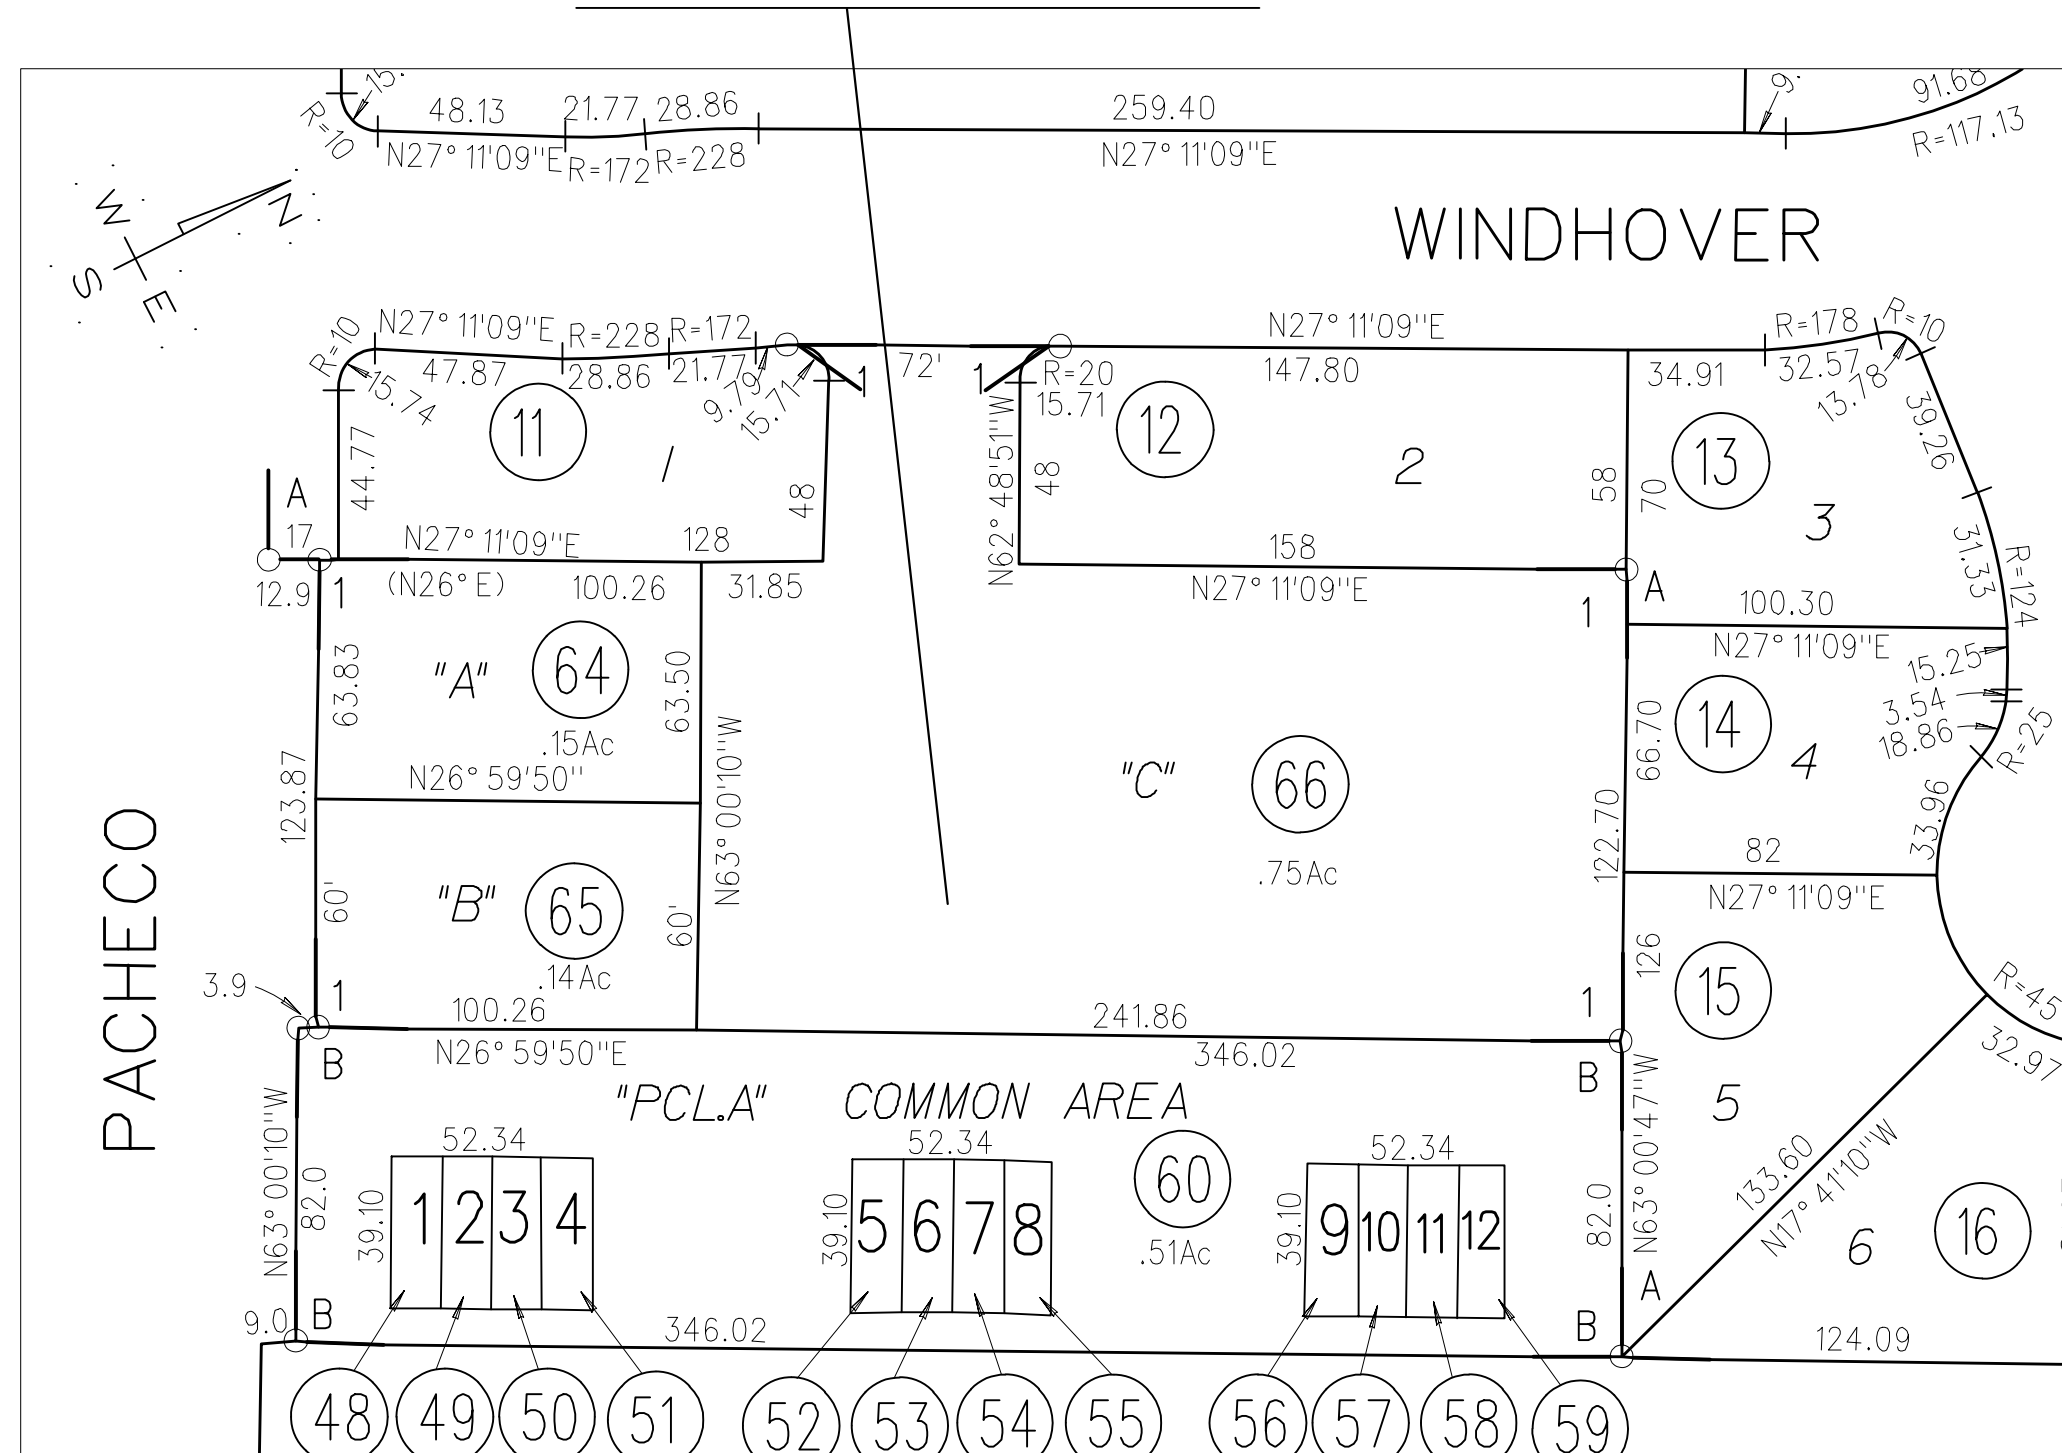 15.
48.13 21.77 28.86 259.40 9. 91.68
R=10 N27°11'09"E R=172 R=228 N27°11'09"E R=117.13
W N
S E
WINDHOVER
R=10 N27°11'09"E R=228 R=172 N27°11'09"E R=178 R=10
15.74 47.87 28.86 21.77 9.79 15.71 1 72' 1 R=20 147.80 34.91 32.57 13.78
15.71
11 12 13 39.26
44.77 / 48 N62°48'51"W 48 2 58 70 3
A
17 N27°11'09"E 128 158 31.33 R=124
12.9 1 (N26°E) 100.26 31.85 N27°11'09"E 1 A 100.30
N27°11'09"E
63.83 "A" 64 63.50 15.25
.15Ac 66.70 14 3.54
N26°59'50" 4 18.86 R=25
123.87 N63°00'10"W "C" 66 122.70 33.96
.75Ac 82
N27°11'09"E
PACHECO
60' "B" 65 60' 126
.14Ac 15
3.9 1 100.26 241.86 1 R=45
B N26°59'50"E 346.02 B 32.97
"PCL.A" COMMON AREA 5
N63°00'10"W 82.0 52.34 52.34 60 52.34 82.0 N63°00'47"W 133.60
N17°41'10"W
39.10 1 2 3 4 39.10 5 6 7 8 39.10 9 10 11 12
.51Ac 6 16
A
9.0 B 346.02 B 124.09
48 49 50 51 52 53 54 55 56 57 58 59